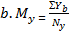 b. M_y = ΣY_b / N_y